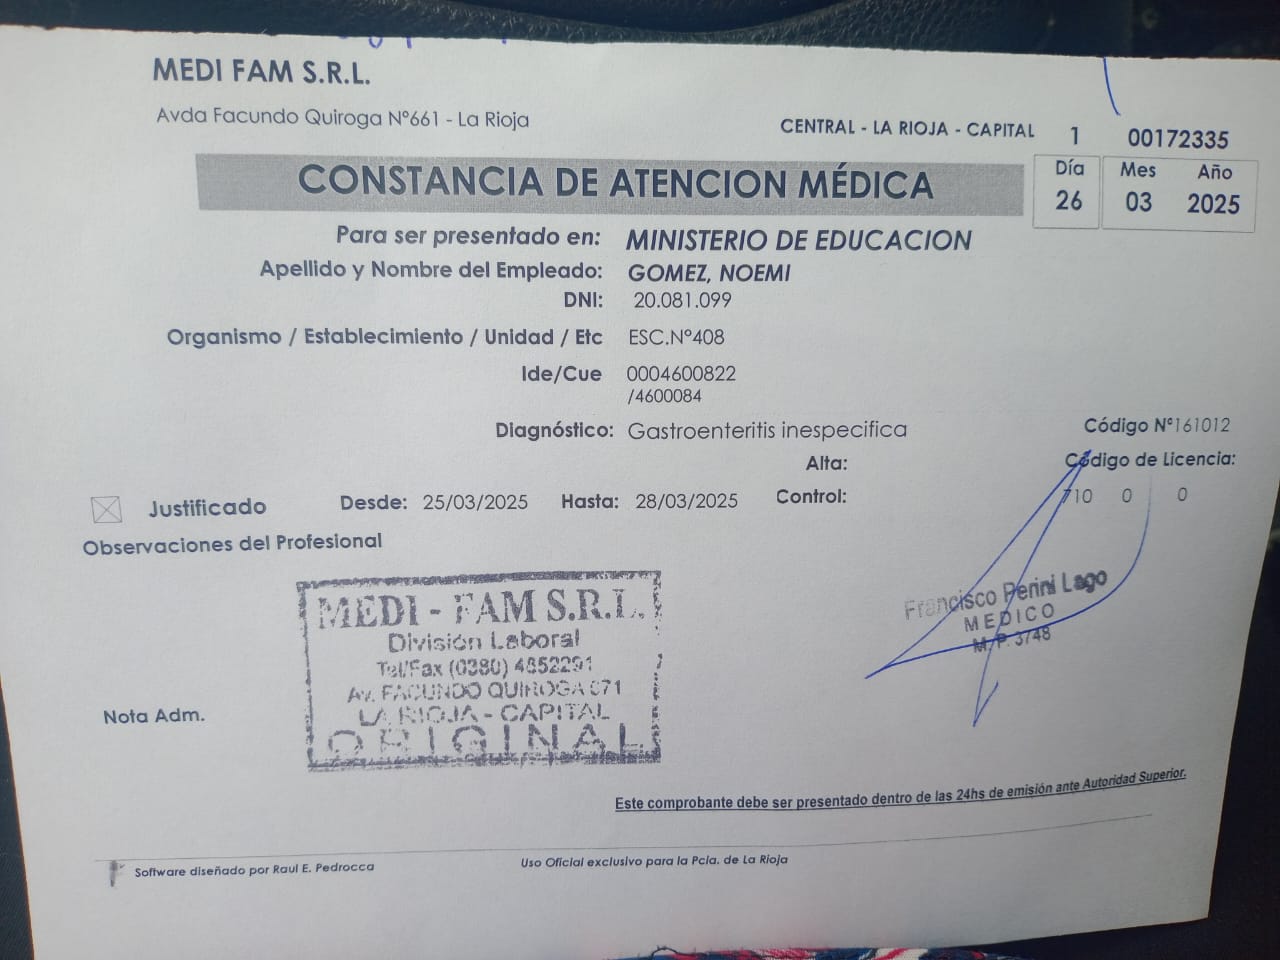 MEDI FAM S.R.L.
Avda Facundo Quiroga Nº661 - La Rioja
CENTRAL - LA RIOJA - CAPITAL 1 00172335
CONSTANCIA DE ATENCION MÉDICA
Día Mes Año
26 03 2025
Para ser presentado en: MINISTERIO DE EDUCACION
Apellido y Nombre del Empleado: GOMEZ, NOEMI
DNI: 20.081.099
Organismo / Establecimiento / Unidad / Etc ESC.Nº408
Ide/Cue 0004600822
/4600084
Diagnóstico: Gastroenteritis inespecifica
Código Nº161012
Alta:
Código de Licencia:
Justificado Desde: 25/03/2025 Hasta: 28/03/2025 Control:
710 0 0
Observaciones del Profesional
MEDI - FAM S.R.L.
División Laboral
Tel/Fax (0380) 4852291
Av. FACUNDO QUIROGA 671
LA RIOJA - CAPITAL
ORIGINAL
Francisco Perini Lago
MEDICO
M.P. 3748
Nota Adm.
Este comprobante debe ser presentado dentro de las 24hs de emisión ante Autoridad Superior.
Software diseñado por Raul E. Pedrocca
Uso Oficial exclusivo para la Pcia. de La Rioja